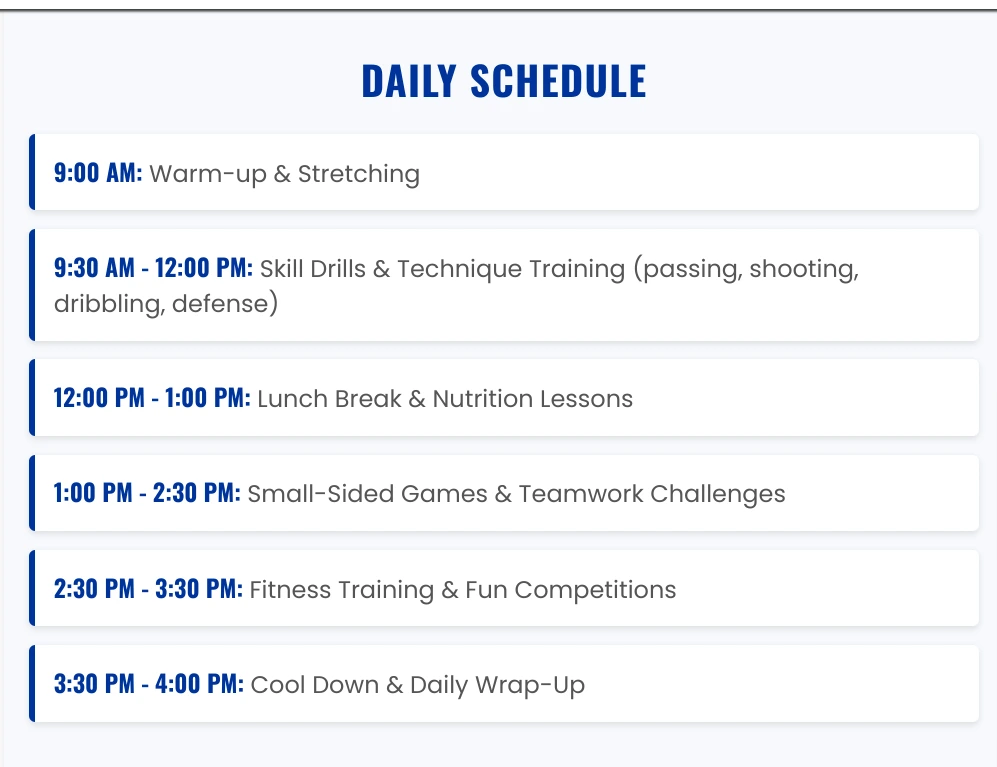 DAILY SCHEDULE
9:00 AM: Warm-up & Stretching
9:30 AM - 12:00 PM: Skill Drills & Technique Training (passing, shooting,
dribbling, defense)
12:00 PM - 1:00 PM: Lunch Break & Nutrition Lessons
1:00 PM - 2:30 PM: Small-Sided Games & Teamwork Challenges
2:30 PM - 3:30 PM: Fitness Training & Fun Competitions
3:30 PM - 4:00 PM: Cool Down & Daily Wrap-Up